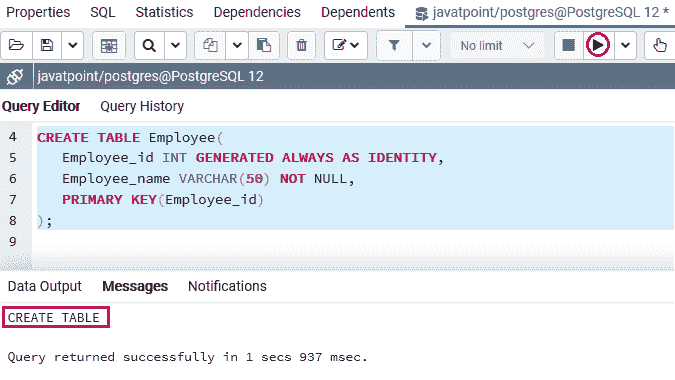 Properties SQL Statistics Dependencies Dependents javatpoint/postgres@PostgreSQL 12 *
No limit
javatpoint/postgres@PostgreSQL 12
Query Editor Query History
4 CREATE TABLE Employee(
5 Employee_id INT GENERATED ALWAYS AS IDENTITY,
6 Employee_name VARCHAR(50) NOT NULL,
7 PRIMARY KEY(Employee_id)
8 );
9
Data Output Messages Notifications
CREATE TABLE
Query returned successfully in 1 secs 937 msec.